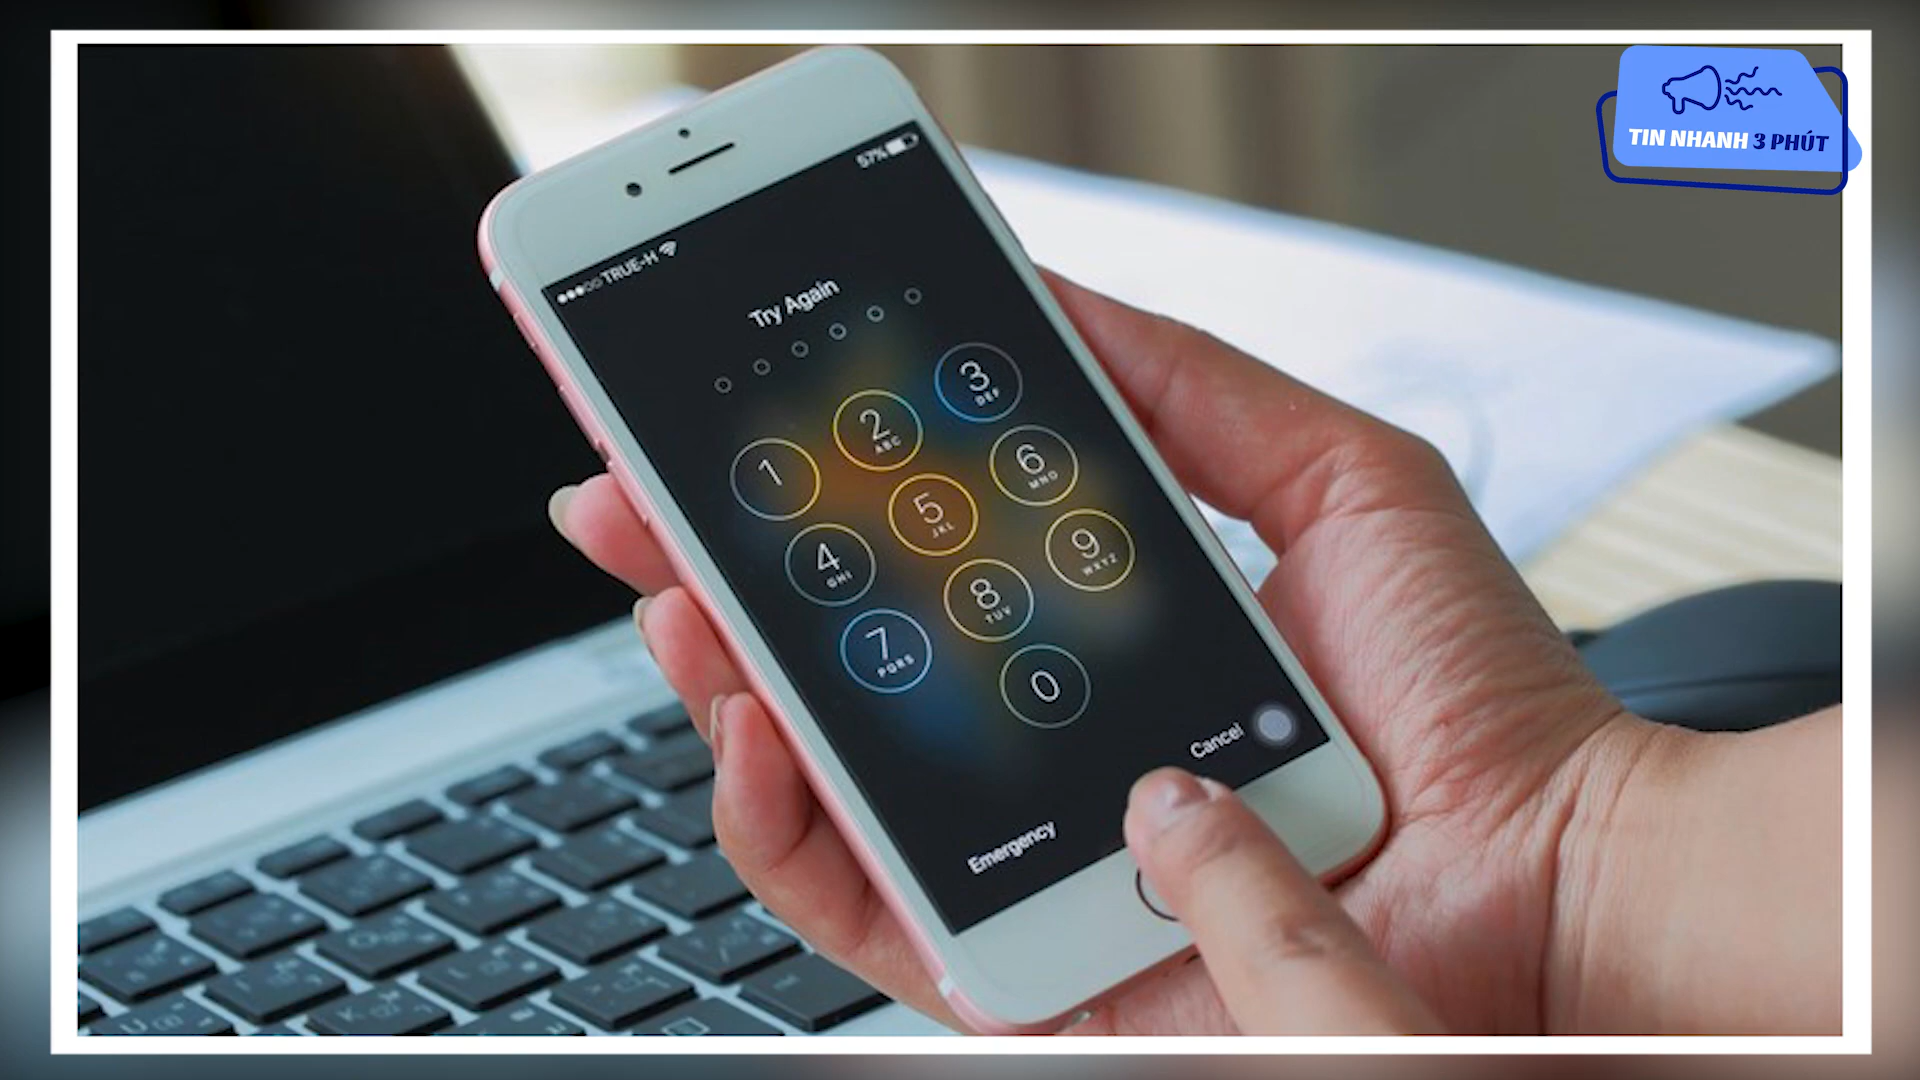 TIN NHANH 3 PHÚT
57%
TRUE-H
Try Again
1
2
ABC
3
DEF
4
GHI
5
JKL
6
MNO
7
PQRS
8
TUV
9
WXYZ
0
Cancel
Emergency
U
K